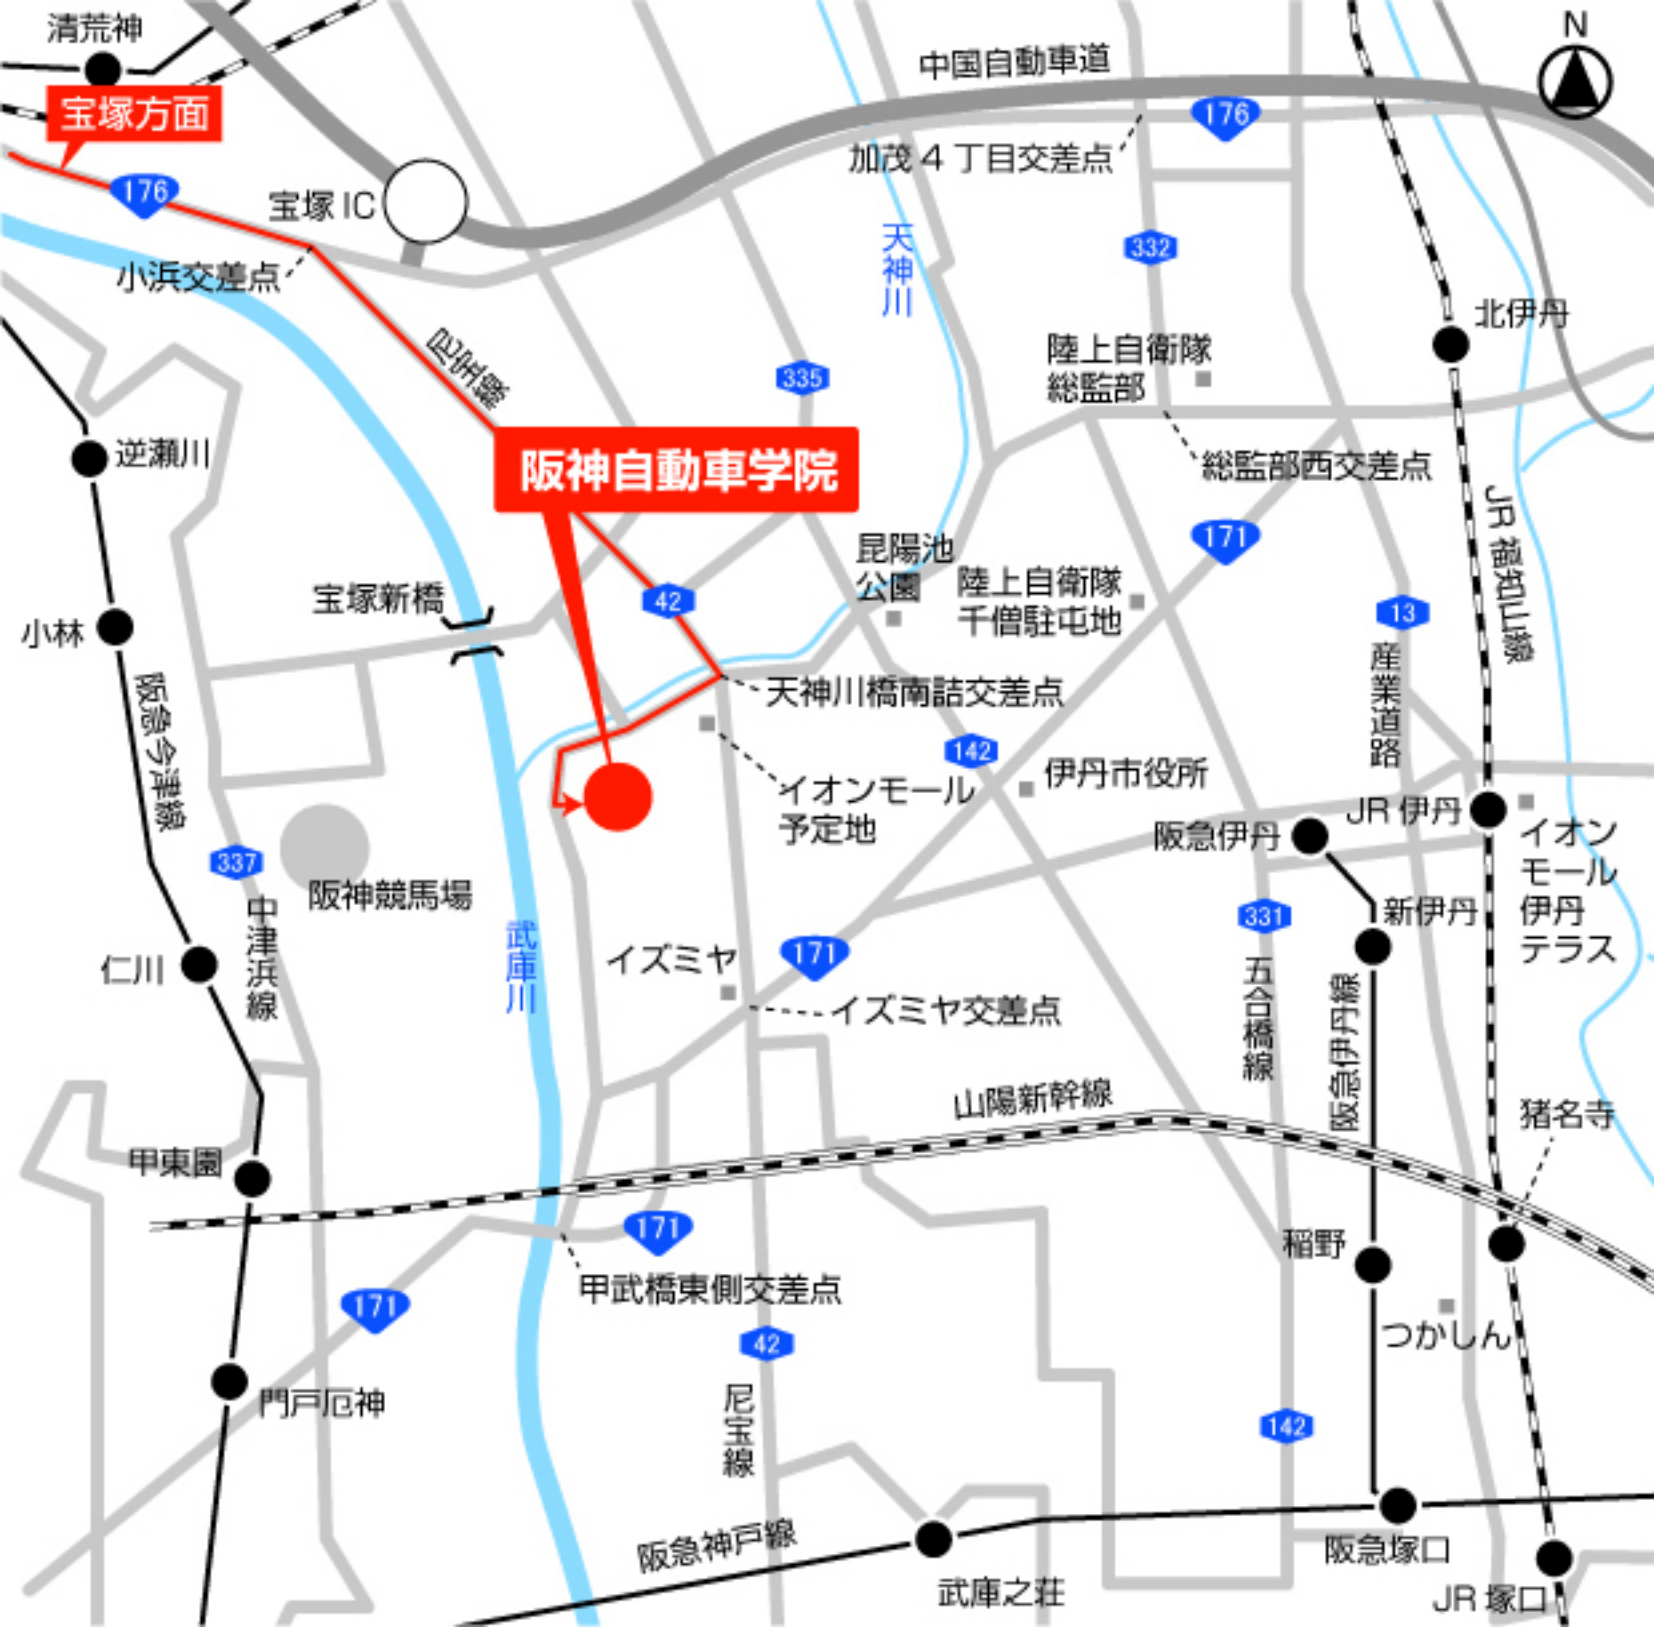 清荒神
N
中国自動車道
宝塚方面
176
加茂4丁目交差点
176
宝塚IC
天神川
332
小浜交差点
北伊丹
尼宝線
陸上自衛隊
総監部
335
逆瀬川
阪神自動車学院
総監部西交差点
JR福知山線
171
昆陽池
公園
陸上自衛隊
千僧駐屯地
宝塚新橋
42
13
小林
産業道路
阪急今津線
天神川橋南詰交差点
142
イオンモール
予定地
伊丹市役所
JR伊丹
阪急伊丹
イオン
モール
伊丹
テラス
337
阪神競馬場
中津浜線
新伊丹
331
武庫川
イズミヤ
171
仁川
五合橋線
阪急伊丹線
イズミヤ交差点
山陽新幹線
猪名寺
甲東園
171
稲野
甲武橋東側交差点
171
42
つかしん
門戸厄神
尼宝線
142
阪急神戸線
阪急塚口
武庫之荘
JR塚口